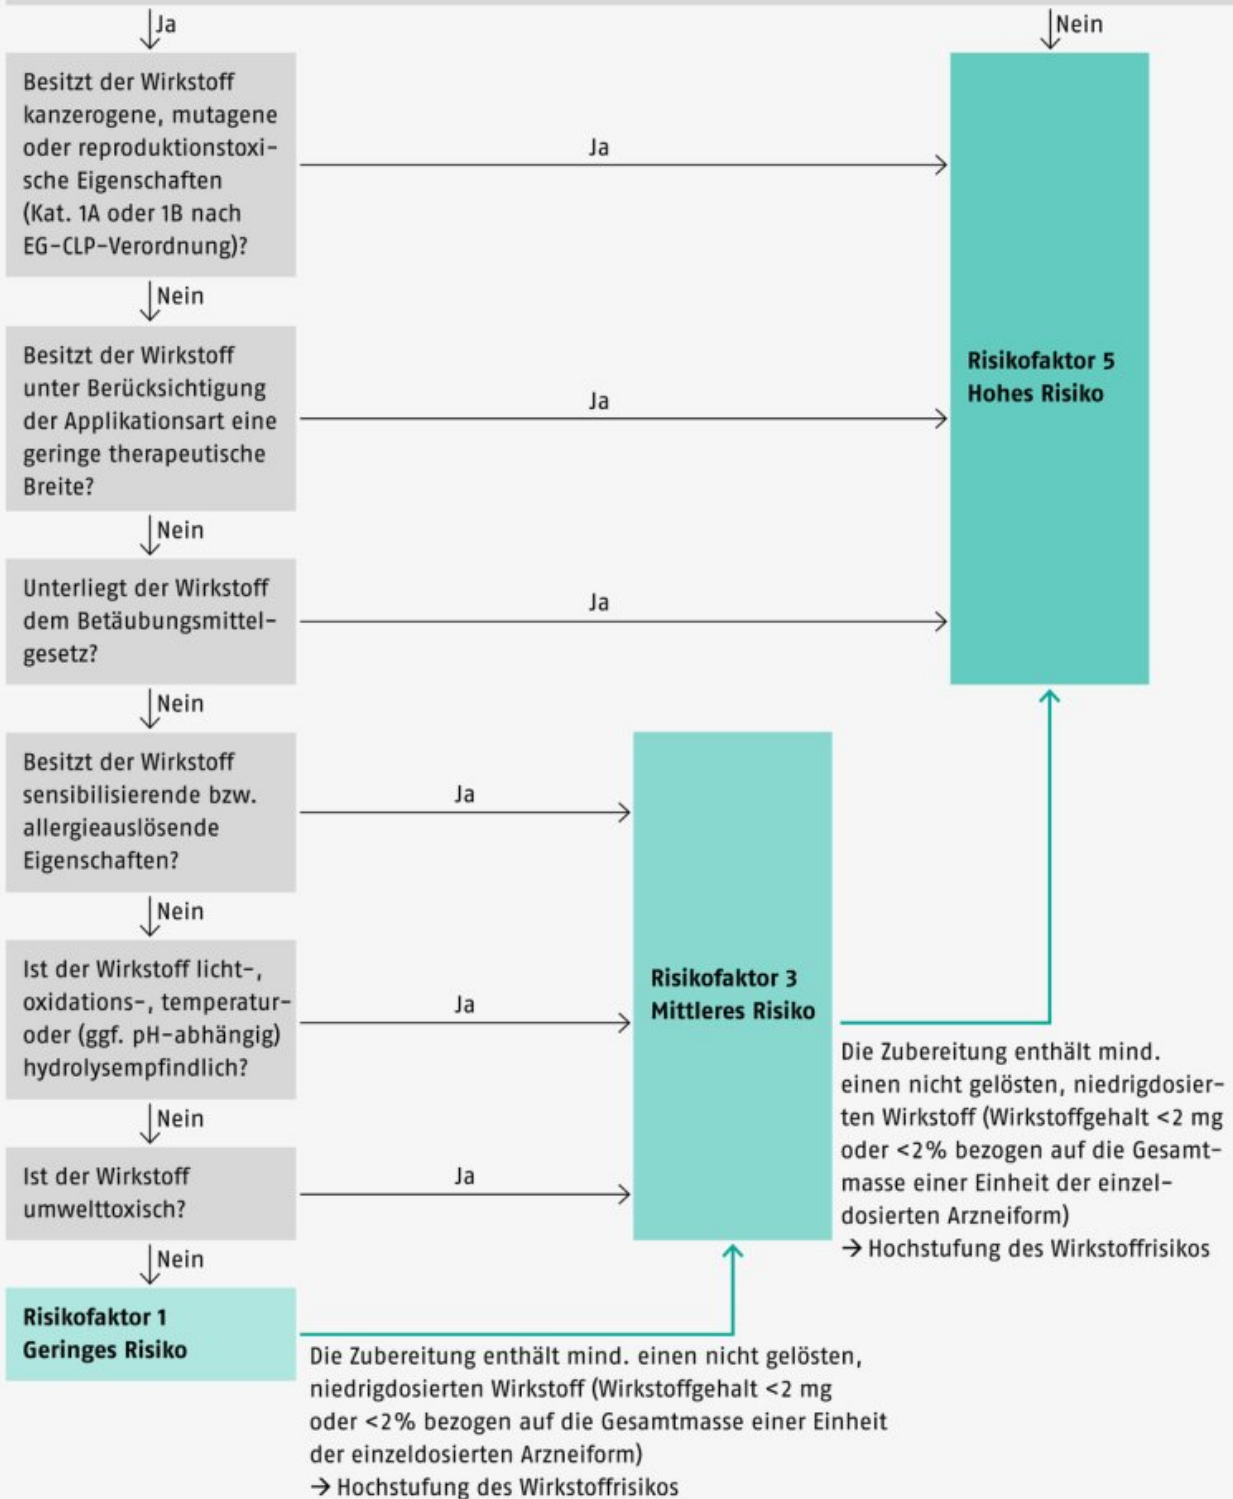 Ja
Nein
Besitzt der Wirkstoff
kanzerogene, mutagene
oder reproduktionstoxi-
sche Eigenschaften
(Kat. 1A oder 1B nach
EG-CLP-Verordnung)?
Ja
Nein
Besitzt der Wirkstoff
unter Berücksichtigung
der Applikationsart eine
geringe therapeutische
Breite?
Ja
Risikofaktor 5
Hohes Risiko
Nein
Unterliegt der Wirkstoff
dem Betäubungsmittel-
gesetz?
Ja
Nein
Besitzt der Wirkstoff
sensibilisierende bzw.
allergieauslösende
Eigenschaften?
Ja
Nein
Ist der Wirkstoff licht-,
oxidations-, temperatur-
oder (ggf. pH-abhängig)
hydrolysempfindlich?
Ja
Risikofaktor 3
Mittleres Risiko
Die Zubereitung enthält mind.
einen nicht gelösten, niedrigdosier-
ten Wirkstoff (Wirkstoffgehalt <2 mg
oder <2% bezogen auf die Gesamt-
masse einer Einheit der einzel-
dosierten Arzneiform)
→ Hochstufung des Wirkstoffrisikos
Nein
Ist der Wirkstoff
umwelttoxisch?
Ja
Nein
Risikofaktor 1
Geringes Risiko
Die Zubereitung enthält mind. einen nicht gelösten,
niedrigdosierten Wirkstoff (Wirkstoffgehalt <2 mg
oder <2% bezogen auf die Gesamtmasse einer Einheit
der einzeldosierten Arzneiform)
→ Hochstufung des Wirkstoffrisikos